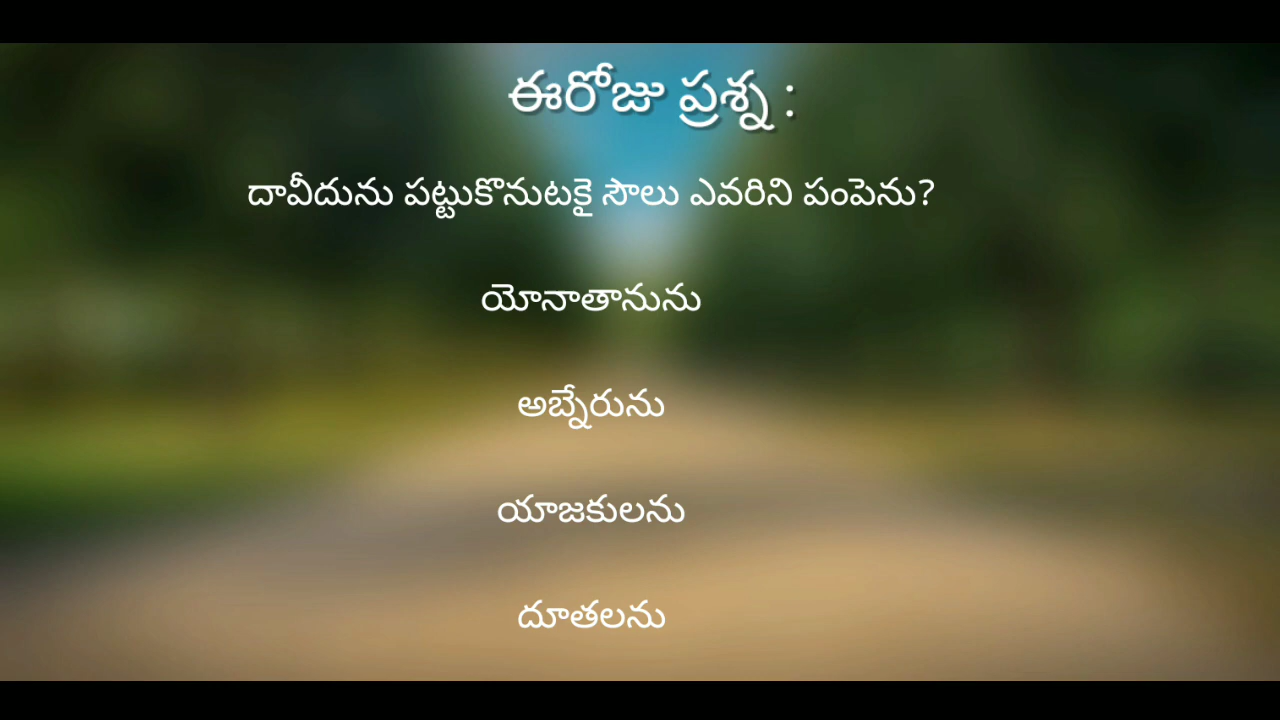 ఈరోజు ప్రశ్న :
దావీదును పట్టుకొనుటకై సౌలు ఎవరిని పంపెను?
యోనాతానును
అబ్నేరును
యాజకులను
దూతలను